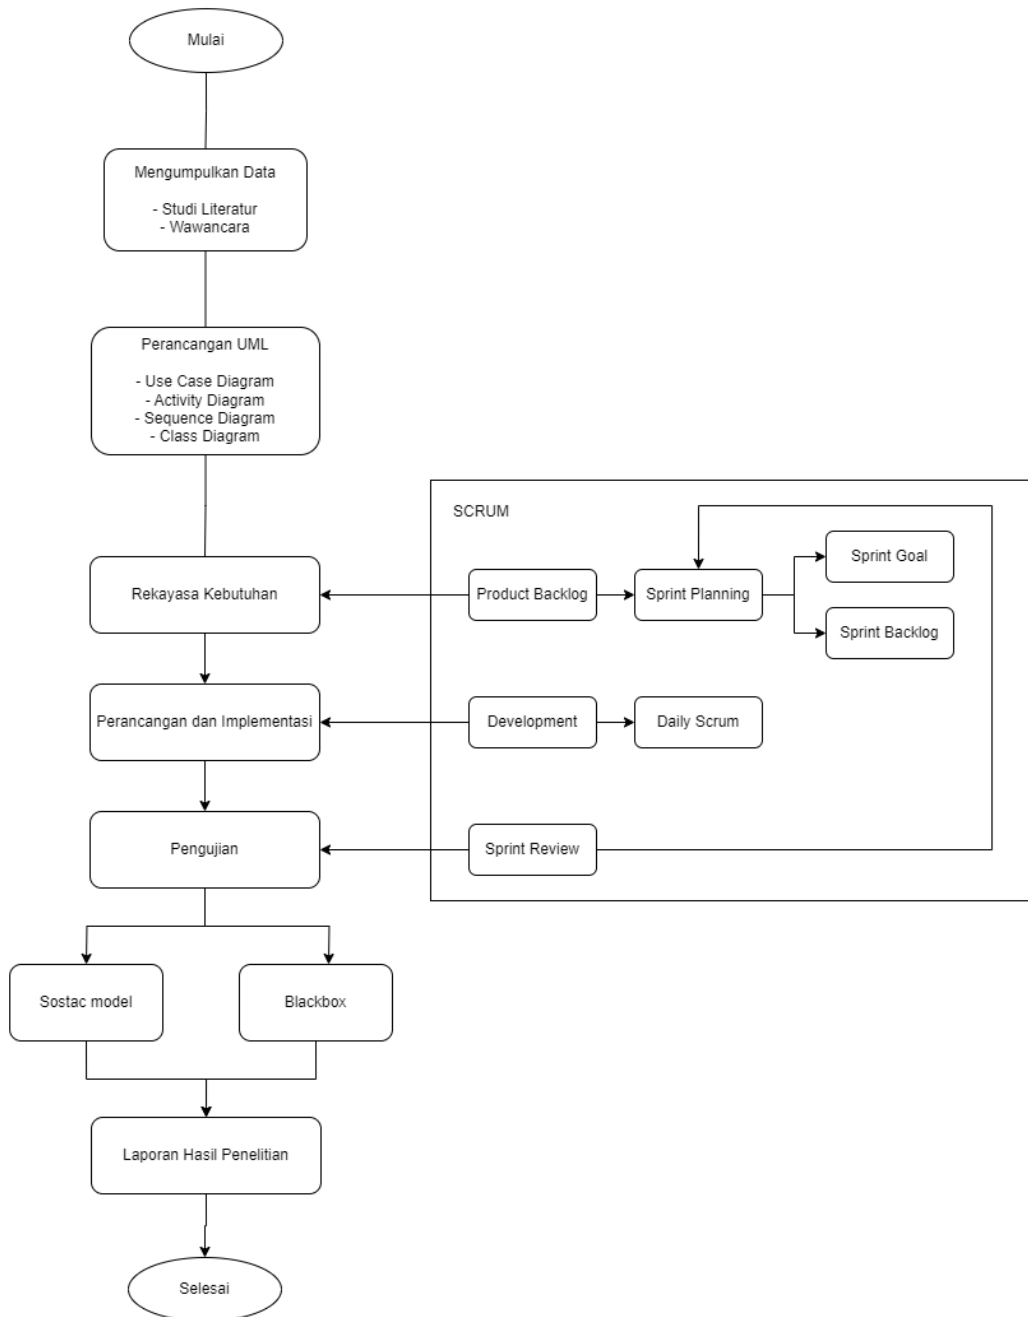 Mulai
Mengumpulkan Data
- Studi Literatur
- Wawancara
Perancangan UML
- Use Case Diagram
- Activity Diagram
- Sequence Diagram
- Class Diagram
SCRUM
Rekayasa Kebutuhan
Product Backlog
Sprint Planning
Sprint Goal
Sprint Backlog
Perancangan dan Implementasi
Development
Daily Scrum
Pengujian
Sprint Review
Sostac model
Blackbox
Laporan Hasil Penelitian
Selesai